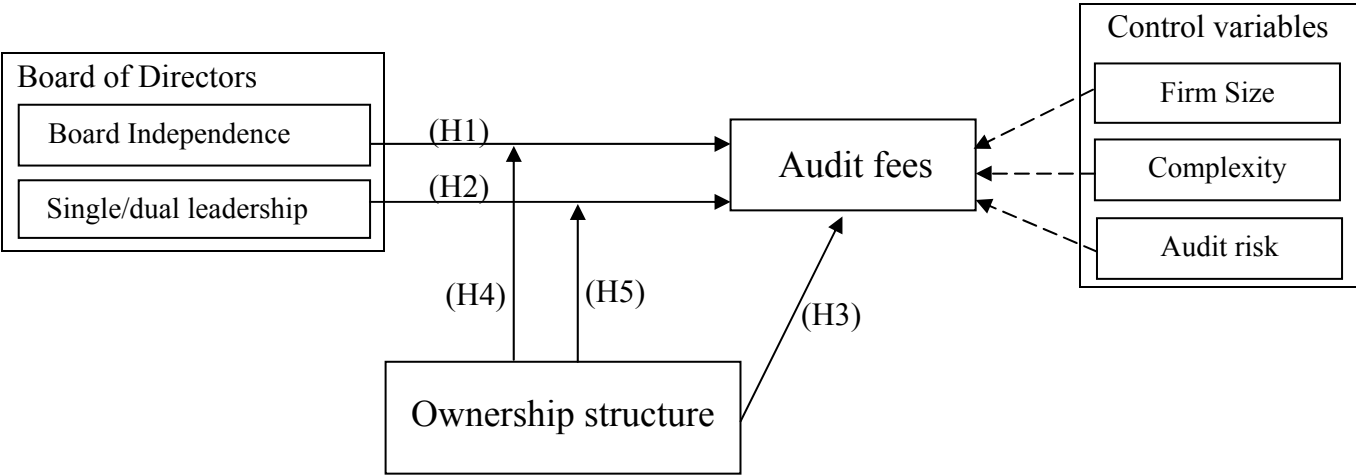 Board of Directors
Board Independence
Single/dual leadership
(H1)
(H2)
(H4)
(H5)
(H3)
Ownership structure
Audit fees
Control variables
Firm Size
Complexity
Audit risk